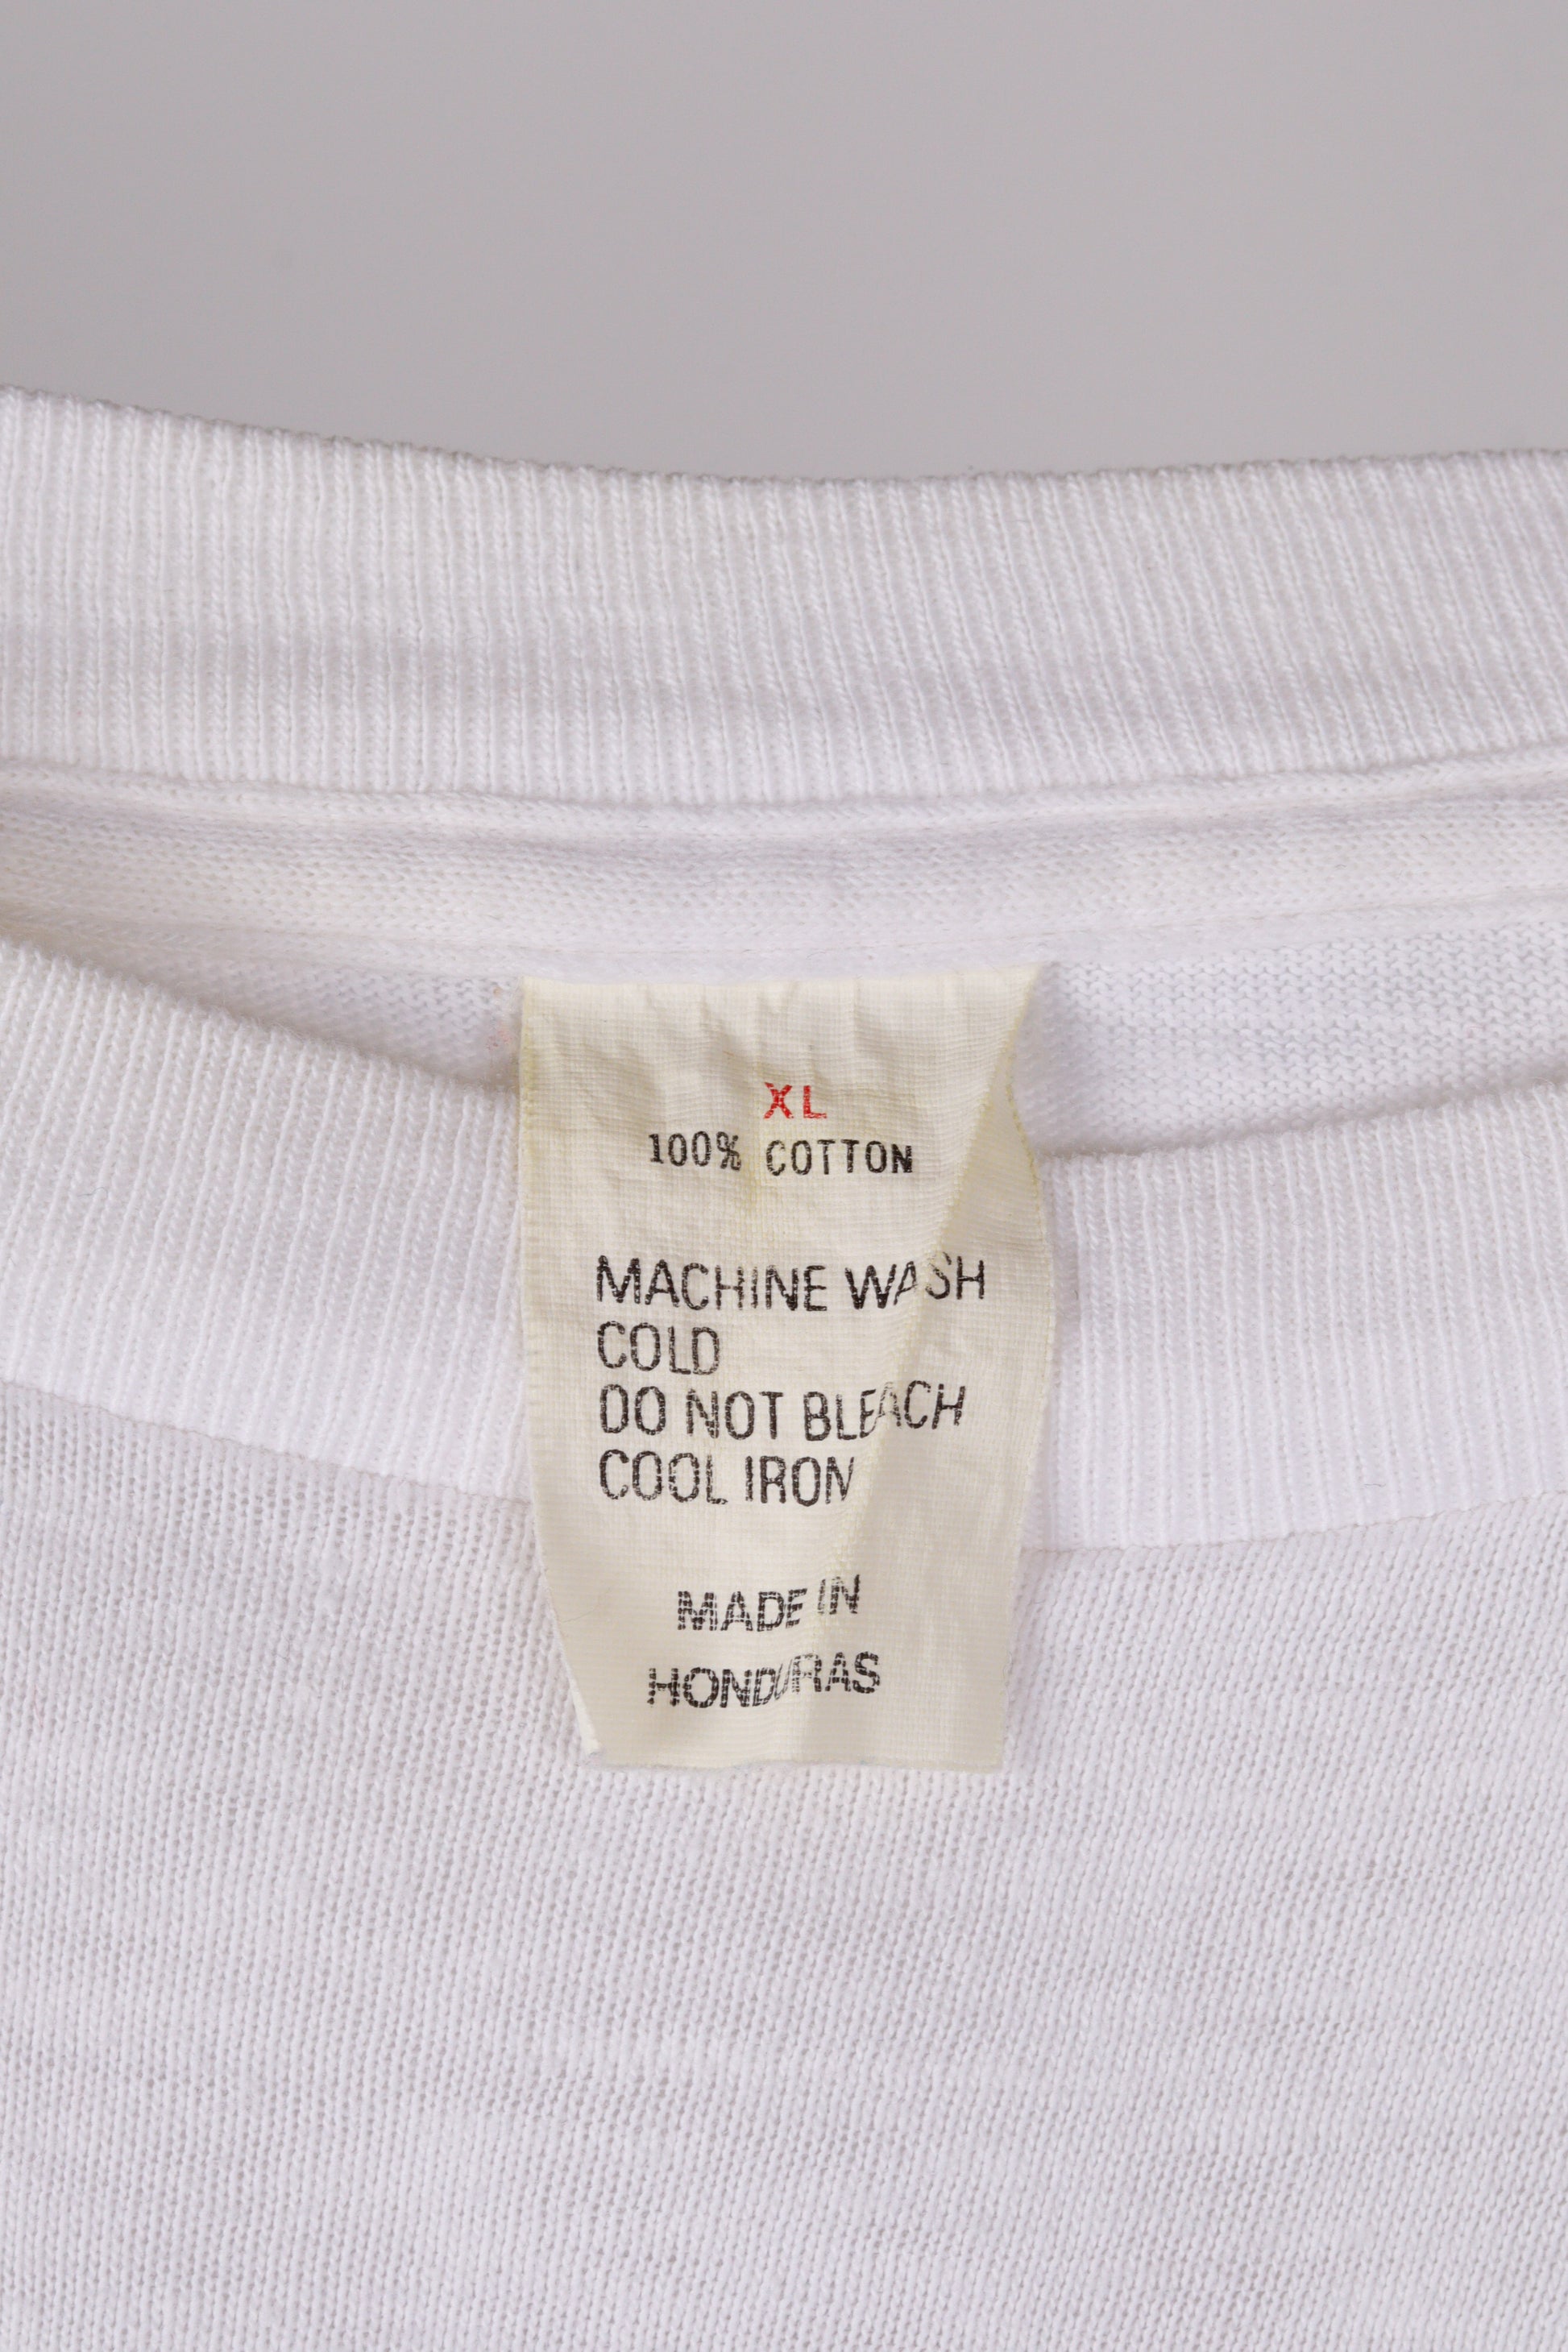 XL
100% COTTON
MACHINE WASH
COLD
DO NOT BLEACH
COOL IRON
MADE IN
HONDURAS